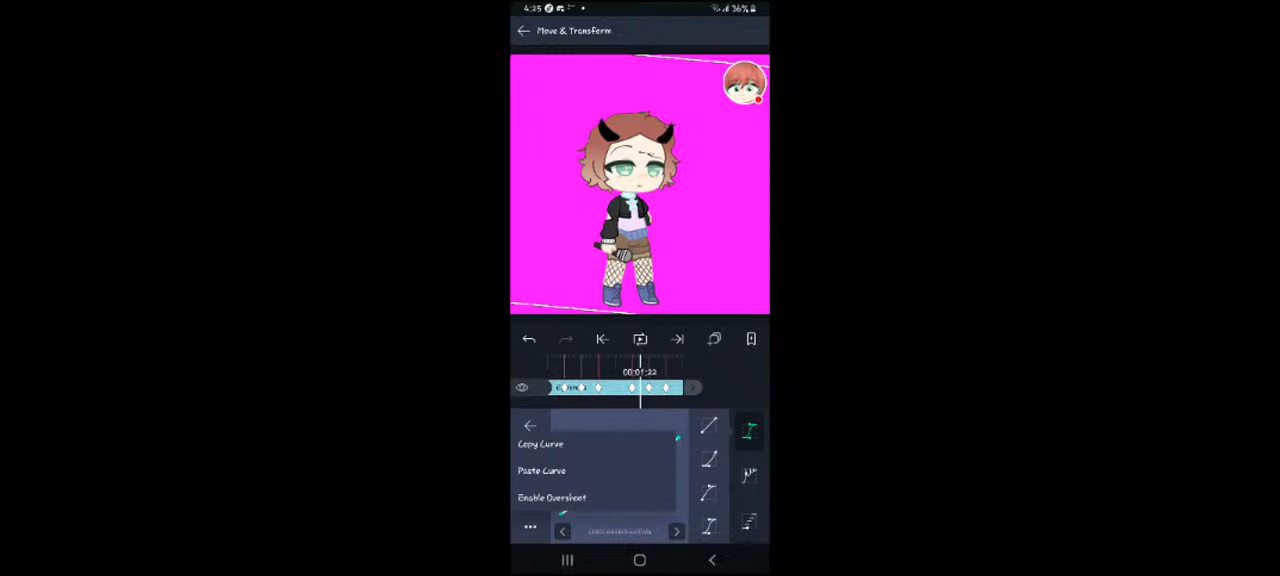 4:25
36%
Move & Transform
00:01:22
Copy Curve
Paste Curve
Enable Overshoot